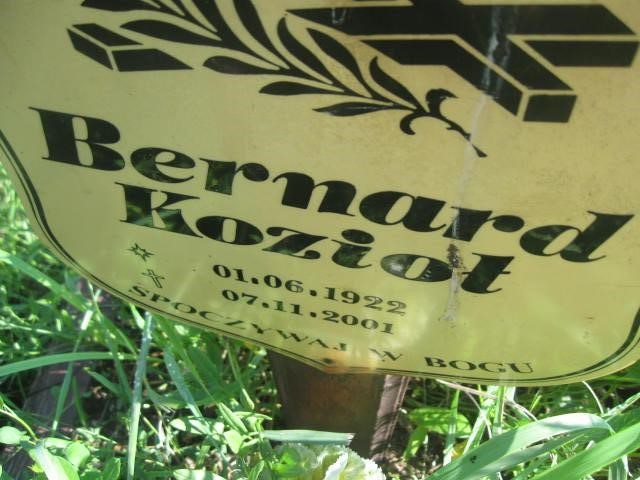 Bernard
Kozioł
01.06.1922
07.11.2001
SPOCZYWAJ W BOGU